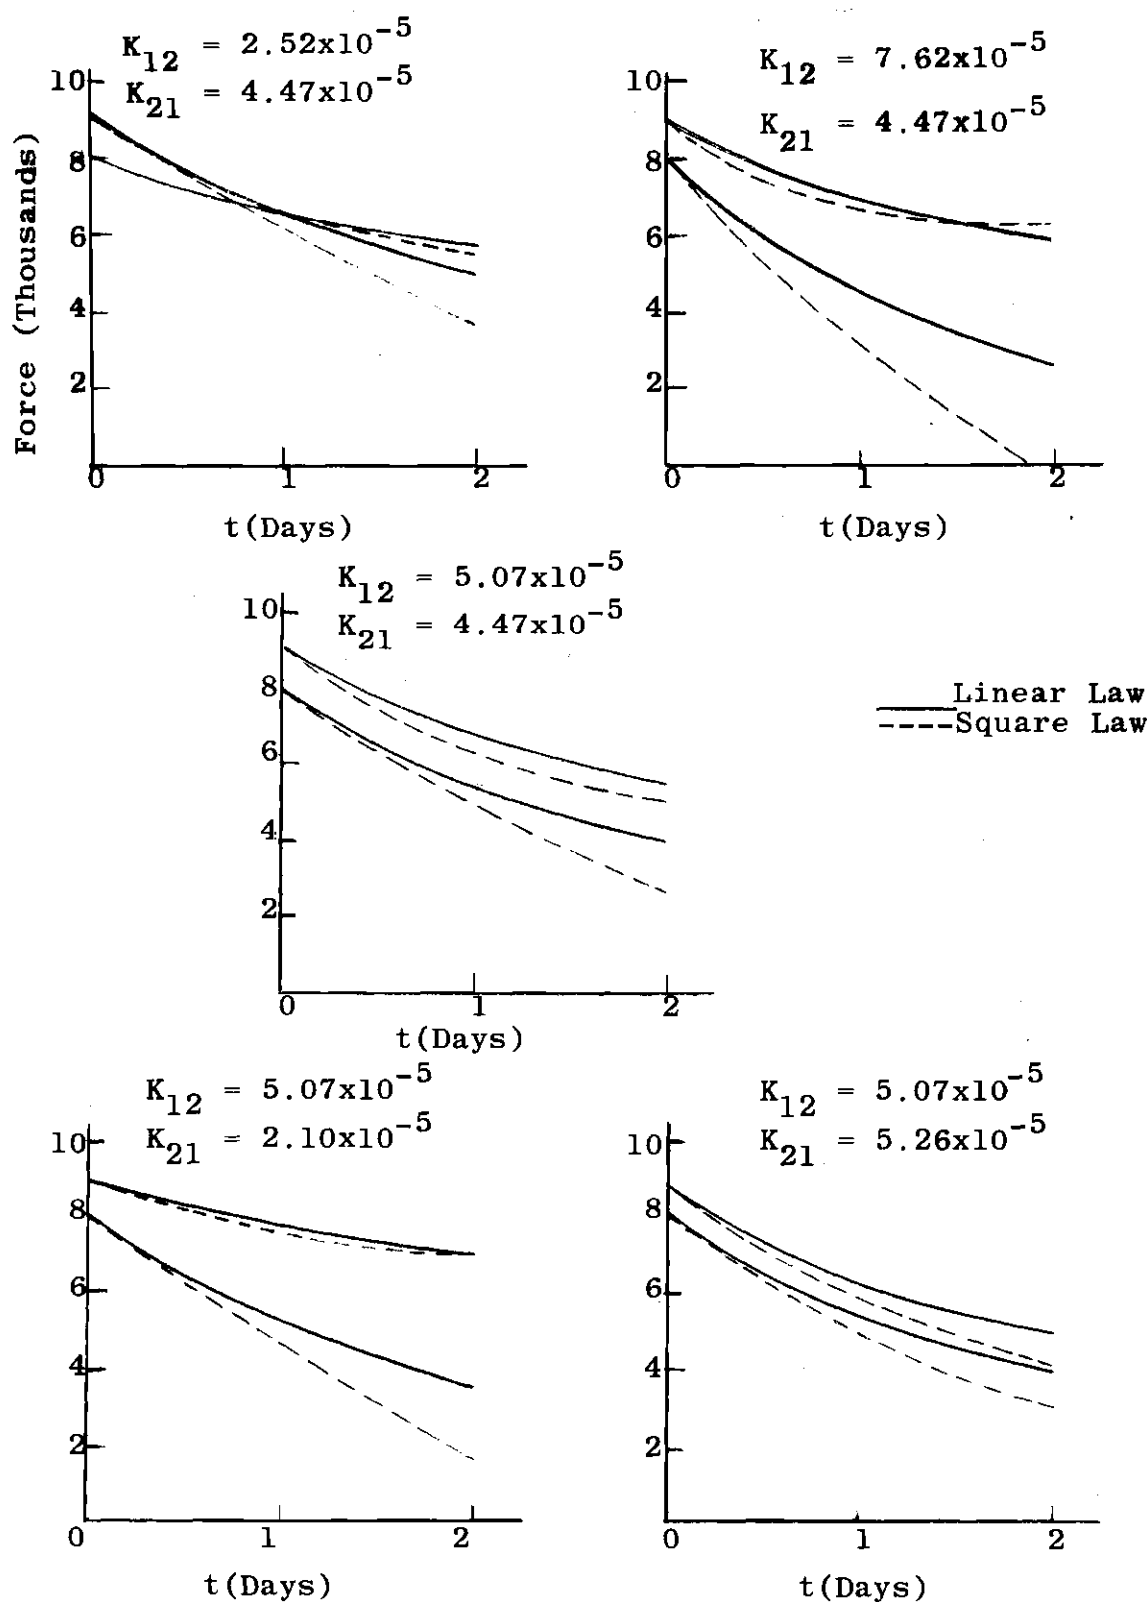 K12 = 2.52x10-5
K21 = 4.47x10-5
10
8
6
4
2
0
1
2
Force (Thousands)
t(Days)
K12 = 7.62x10-5
K21 = 4.47x10-5
10
8
6
4
2
0
1
2
t(Days)
K12 = 5.07x10-5
K21 = 4.47x10-5
10
8
6
4
2
0
1
2
t(Days)
Linear Law
Square Law
K12 = 5.07x10-5
K21 = 2.10x10-5
10
8
6
4
2
0
1
2
t(Days)
K12 = 5.07x10-5
K21 = 5.26x10-5
10
8
6
4
2
0
1
2
t(Days)